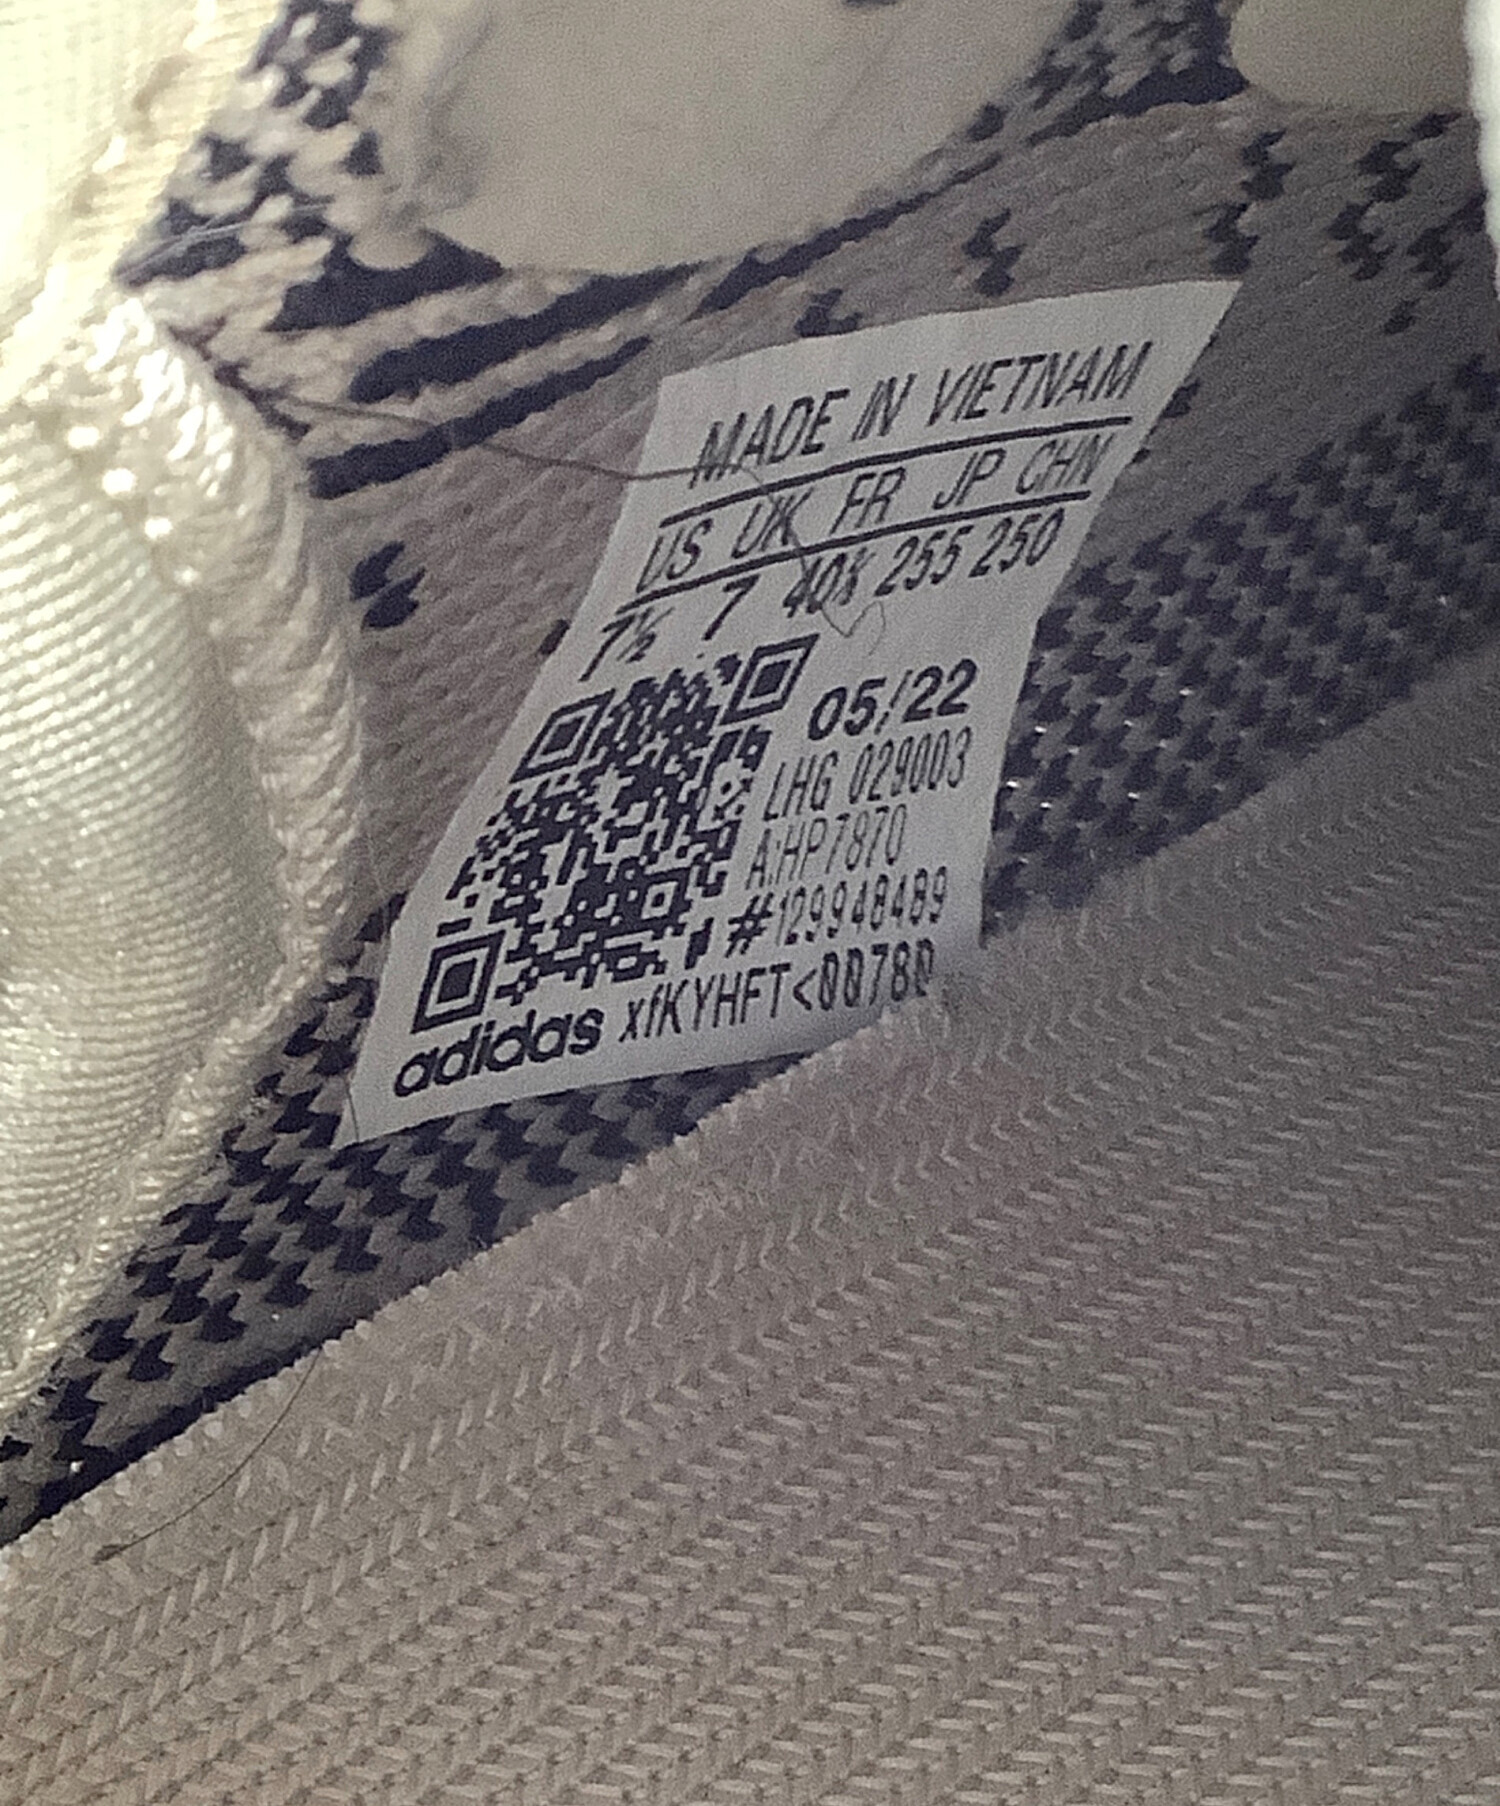 MADE IN VIETNAM
US UK FR JP CHN
7½ 7 40⅔ 255 250
05/22
LHG 029003
A:HP7870
#129948489
adidas xfKYHFT<00780